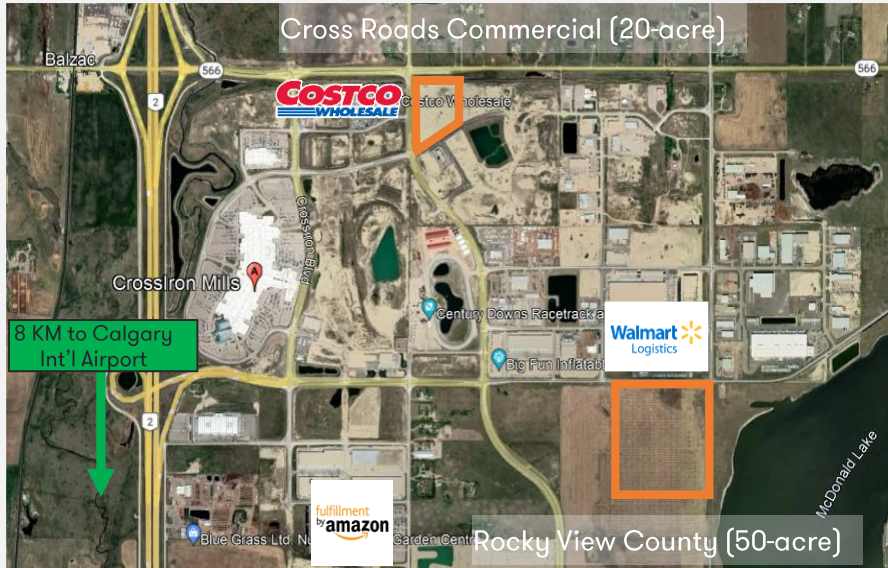 Cross Roads Commercial (20-acre)
Balzac
566
566
2
COSTCO
WHOLESALE
Costco Wholesale
CrossIron Blvd
CrossIron Mills
A
8 KM to Calgary
Int'l Airport
Century Downs Racetrack a
Walmart
Logistics
Big Fun Inflatabl
2
McDonald Lake
fulfillment
by amazon
Blue Grass Ltd. Nu
Garden Centr
Rocky View County (50-acre)